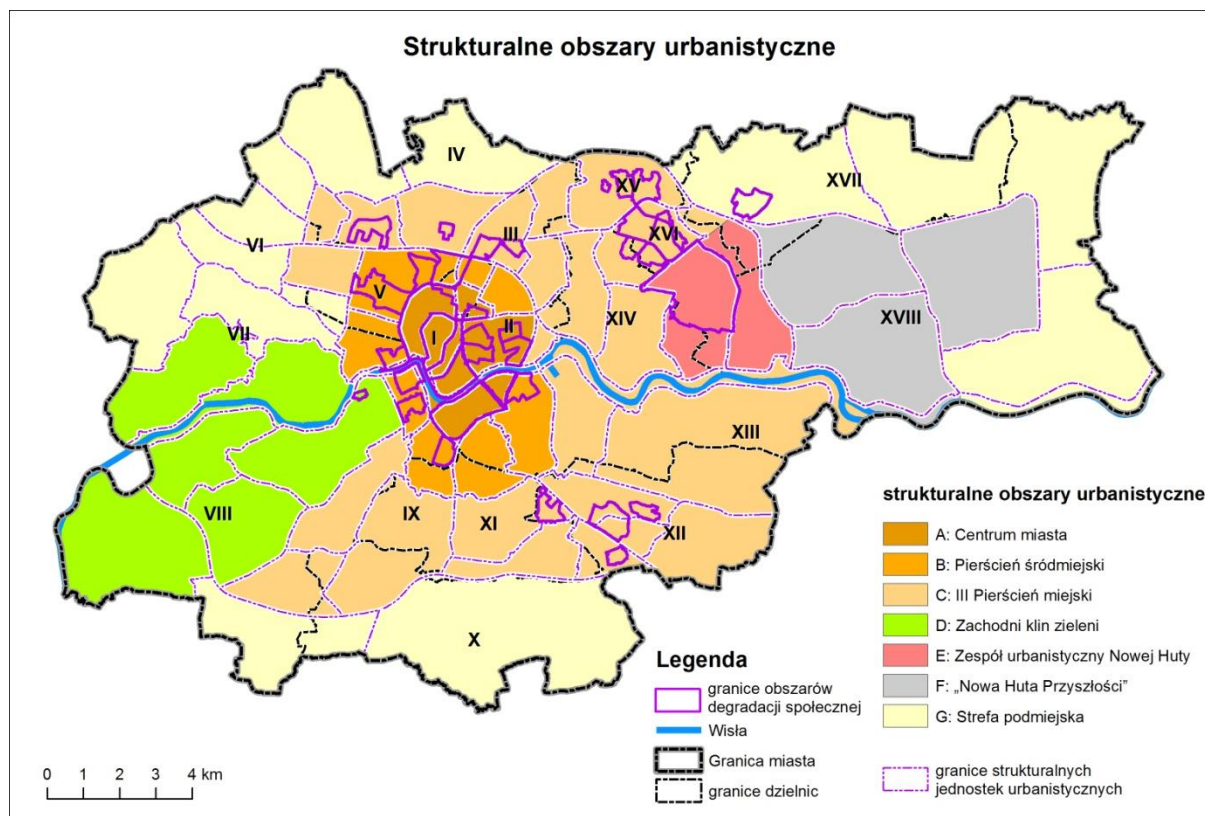 Strukturalne obszary urbanistyczne
IV
XV
XVII
III
XVI
VI
V
XIV
XVIII
VII
I
II
XIII
VIII
IX
XI
XII
X
strukturalne obszary urbanistyczne
A: Centrum miasta
B: Pierścień śródmiejski
C: III Pierścień miejski
D: Zachodni klin zieleni
E: Zespół urbanistyczny Nowej Huty
F: „Nowa Huta Przyszłości”
G: Strefa podmiejska
granice strukturalnych
jednostek urbanistycznych
Legenda
granice obszarów
degradacji społecznej
Wisła
Granica miasta
granice dzielnic
0 1 2 3 4 km